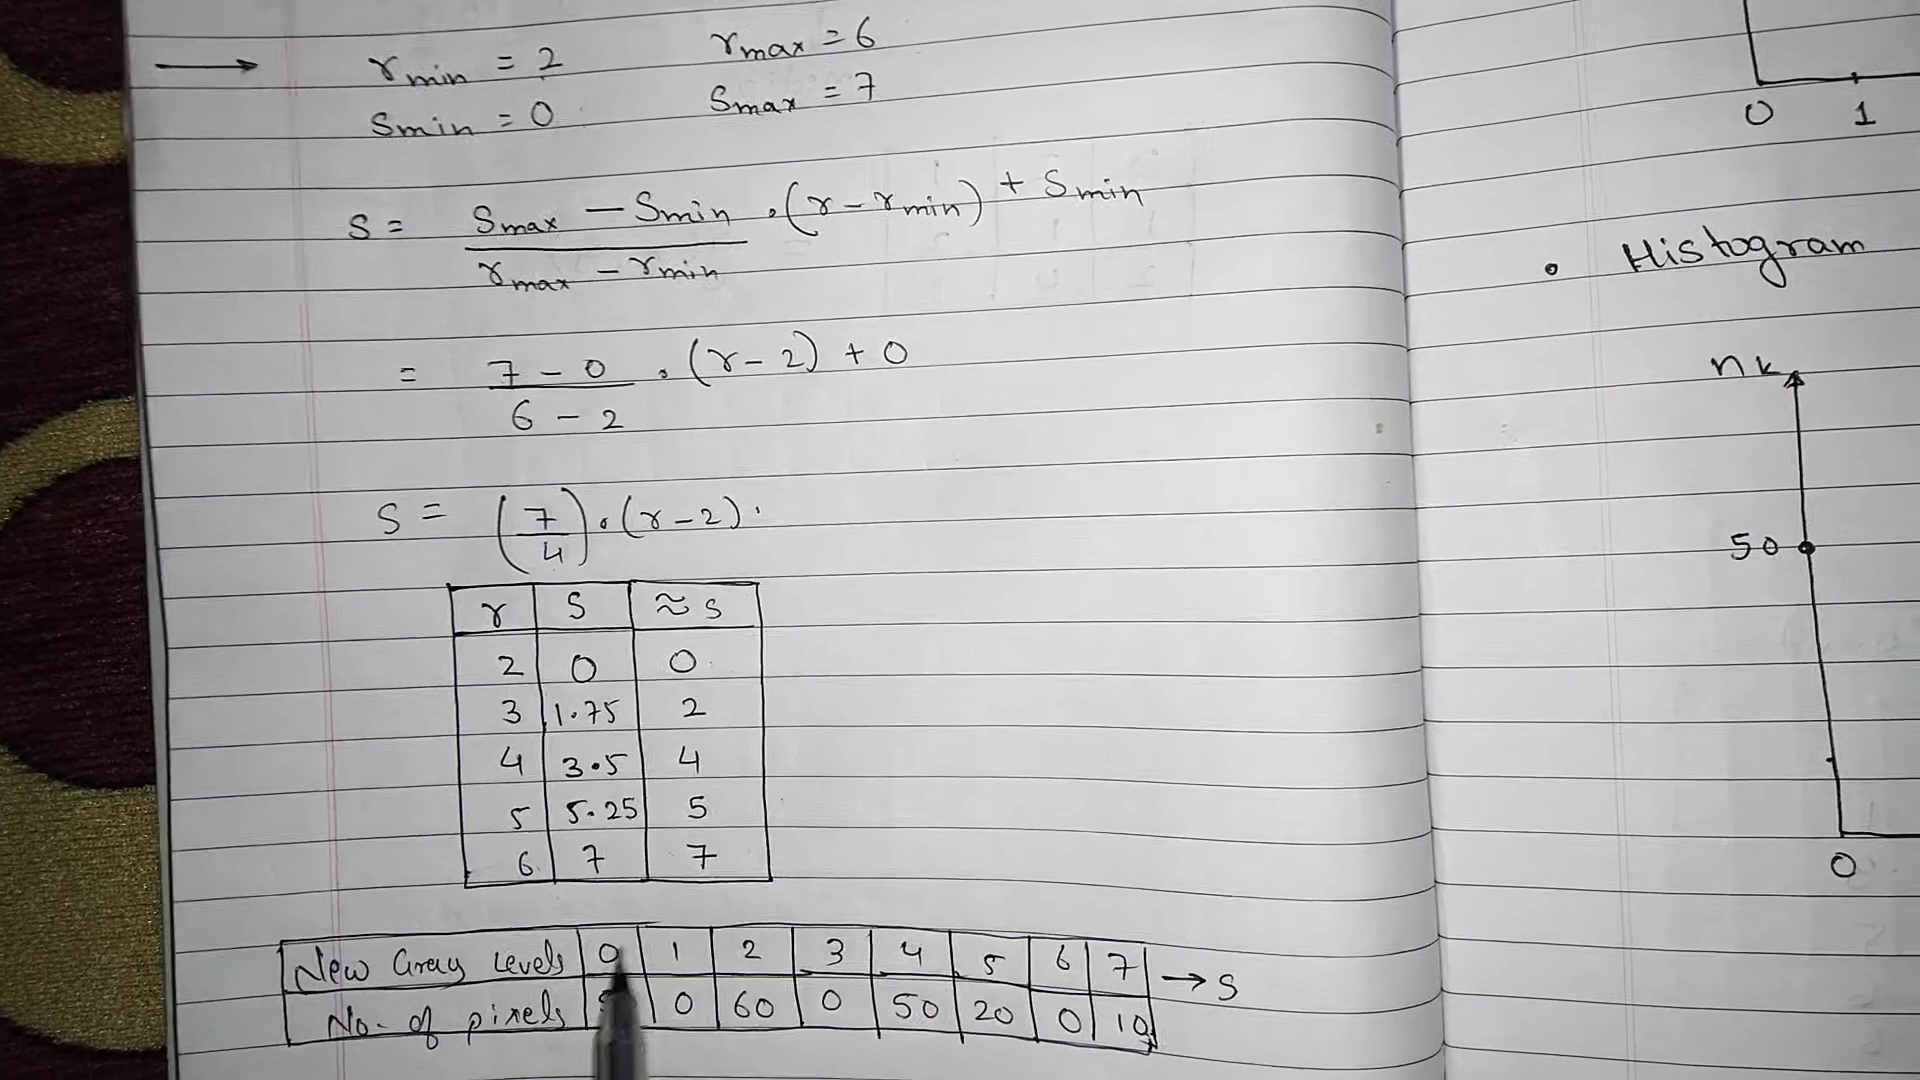 → rmin = 2 rmax = 6
Smin = 0 Smax = 7
S = Smax - Smin . (r - rmin) + Smin
rmax - rmin
= 7 - 0 . (r - 2) + 0
6 - 2
S = (7/4) . (r - 2).
r S ≈ S
2 0 0
3 1.75 2
4 3.5 4
5 5.25 5
6 7 7
New Gray Levels 0 1 2 3 4 5 6 7 → S
No. of pixels 0 60 0 50 20 0 10
0 1
• Histogram
nk
50
0